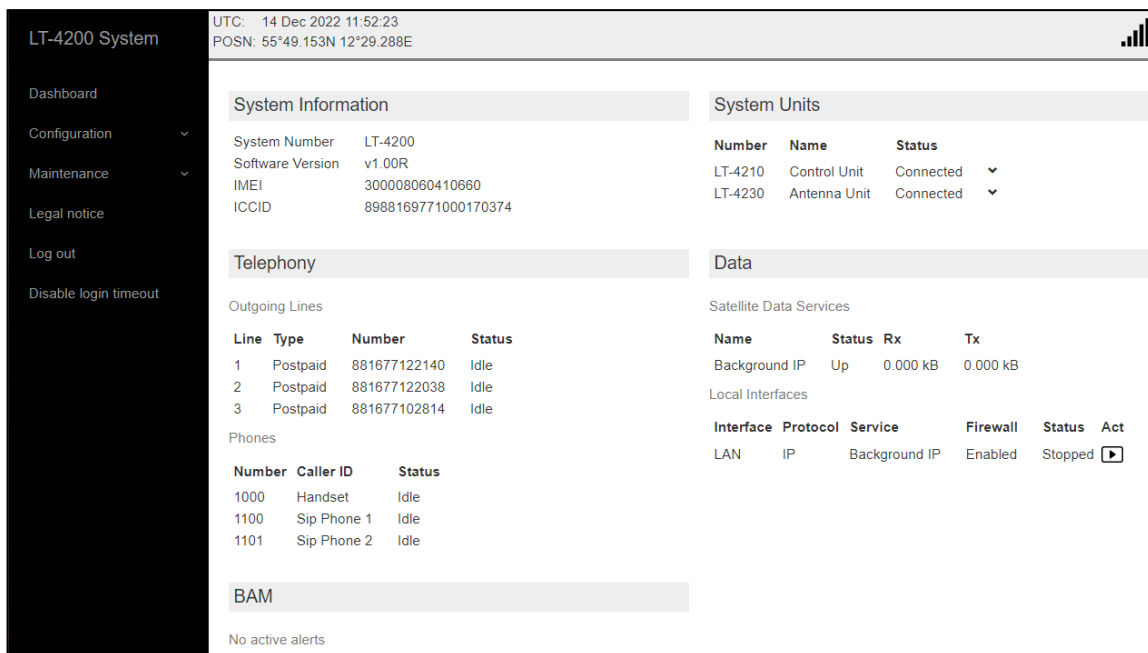 LT-4200 System
Dashboard
Configuration
Maintenance
Legal notice
Log out
Disable login timeout
UTC: 14 Dec 2022 11:52:23
POSN: 55°49.153N 12°29.288E
System Information
System Number LT-4200
Software Version v1.00R
IMEI 300008060410660
ICCID 8988169771000170374
System Units
Number Name Status
LT-4210 Control Unit Connected
LT-4230 Antenna Unit Connected
Telephony
Outgoing Lines
Line Type Number Status
1 Postpaid 881677122140 Idle
2 Postpaid 881677122038 Idle
3 Postpaid 881677102814 Idle
Phones
Number Caller ID Status
1000 Handset Idle
1100 Sip Phone 1 Idle
1101 Sip Phone 2 Idle
Data
Satellite Data Services
Name Status Rx Tx
Background IP Up 0.000 kB 0.000 kB
Local Interfaces
Interface Protocol Service Firewall Status Act
LAN IP Background IP Enabled Stopped
BAM
No active alerts